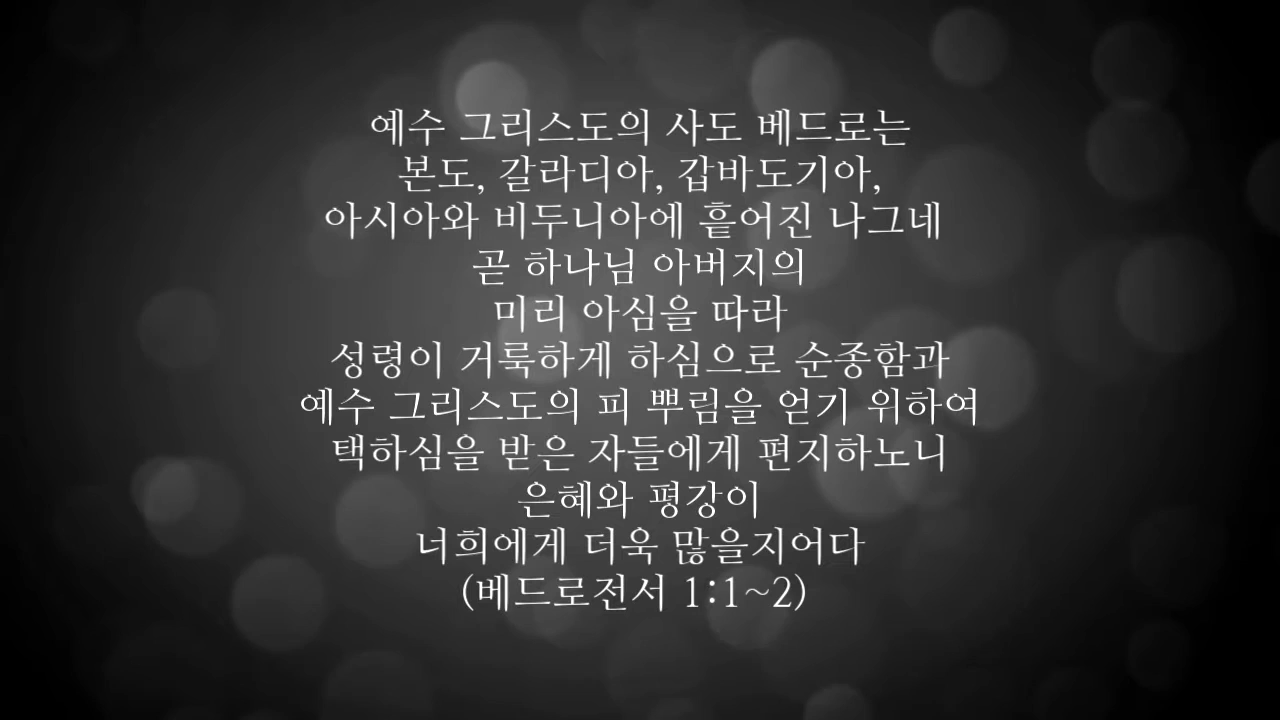 예수 그리스도의 사도 베드로는
본도, 갈라디아, 갑바도기아,
아시아와 비두니아에 흩어진 나그네
곧 하나님 아버지의
미리 아심을 따라
성령이 거룩하게 하심으로 순종함과
예수 그리스도의 피 뿌림을 얻기 위하여
택하심을 받은 자들에게 편지하노니
은혜와 평강이
너희에게 더욱 많을지어다
(베드로전서 1:1~2)